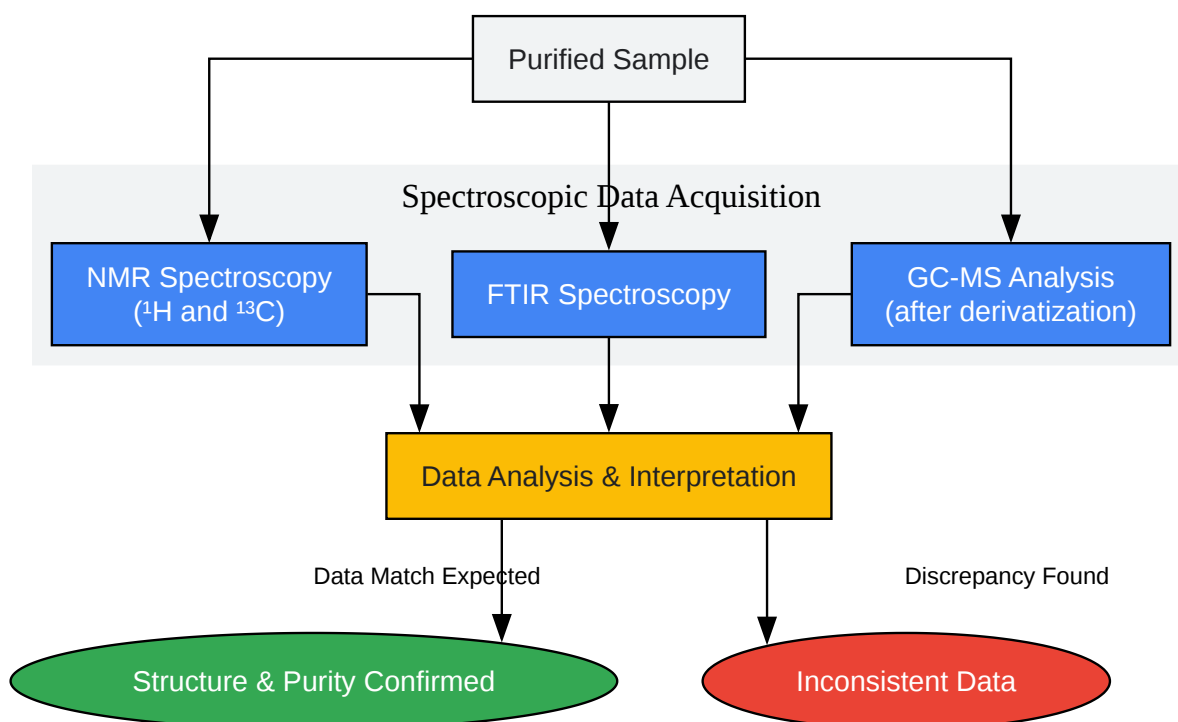 Purified Sample
Spectroscopic Data Acquisition
NMR Spectroscopy
(¹H and ¹³C)
FTIR Spectroscopy
GC-MS Analysis
(after derivatization)
Data Analysis & Interpretation
Data Match Expected
Discrepancy Found
Structure & Purity Confirmed
Inconsistent Data